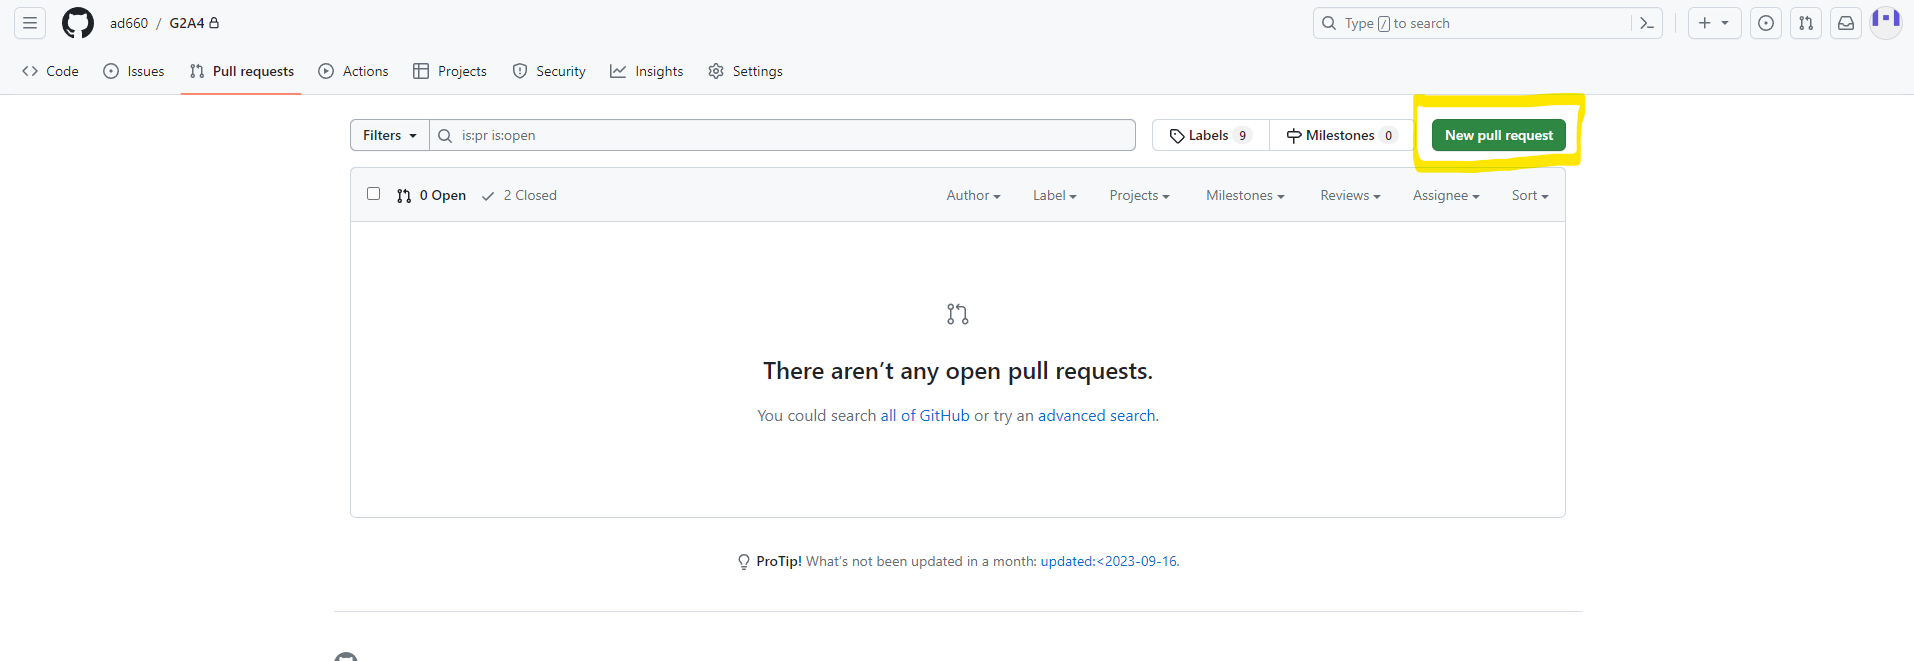 ad660 / G2A4
Type / to search
Code Issues Pull requests Actions Projects Security Insights Settings
Filters is:pr is:open Labels 9 Milestones 0 New pull request
0 Open 2 Closed Author Label Projects Milestones Reviews Assignee Sort
There aren’t any open pull requests.
You could search all of GitHub or try an advanced search.
ProTip! What’s not been updated in a month: updated:<2023-09-16.